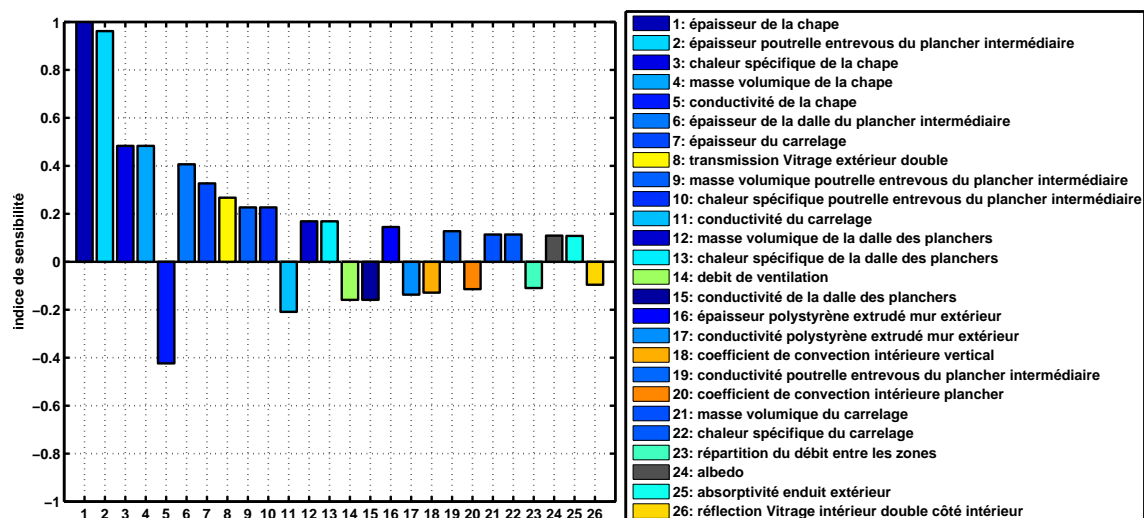 1
0.8
0.6
0.4
0.2
0
−0.2
−0.4
−0.6
−0.8
−1
indice de sensibilité
1 2 3 4 5 6 7 8 9 10 11 12 13 14 15 16 17 18 19 20 21 22 23 24 25 26
1: épaisseur de la chape
2: épaisseur poutrelle entrevous du plancher intermédiaire
3: chaleur spécifique de la chape
4: masse volumique de la chape
5: conductivité de la chape
6: épaisseur de la dalle du plancher intermédiaire
7: épaisseur du carrelage
8: transmission Vitrage extérieur double
9: masse volumique poutrelle entrevous du plancher intermédiaire
10: chaleur spécifique poutrelle entrevous du plancher intermédiaire
11: conductivité du carrelage
12: masse volumique de la dalle des planchers
13: chaleur spécifique de la dalle des planchers
14: debit de ventilation
15: conductivité de la dalle des planchers
16: épaisseur polystyrène extrudé mur extérieur
17: conductivité polystyrène extrudé mur extérieur
18: coefficient de convection intérieure vertical
19: conductivité poutrelle entrevous du plancher intermédiaire
20: coefficient de convection intérieure plancher
21: masse volumique du carrelage
22: chaleur spécifique du carrelage
23: répartition du débit entre les zones
24: albedo
25: absorptivité enduit extérieur
26: réflection Vitrage intérieur double côté intérieur